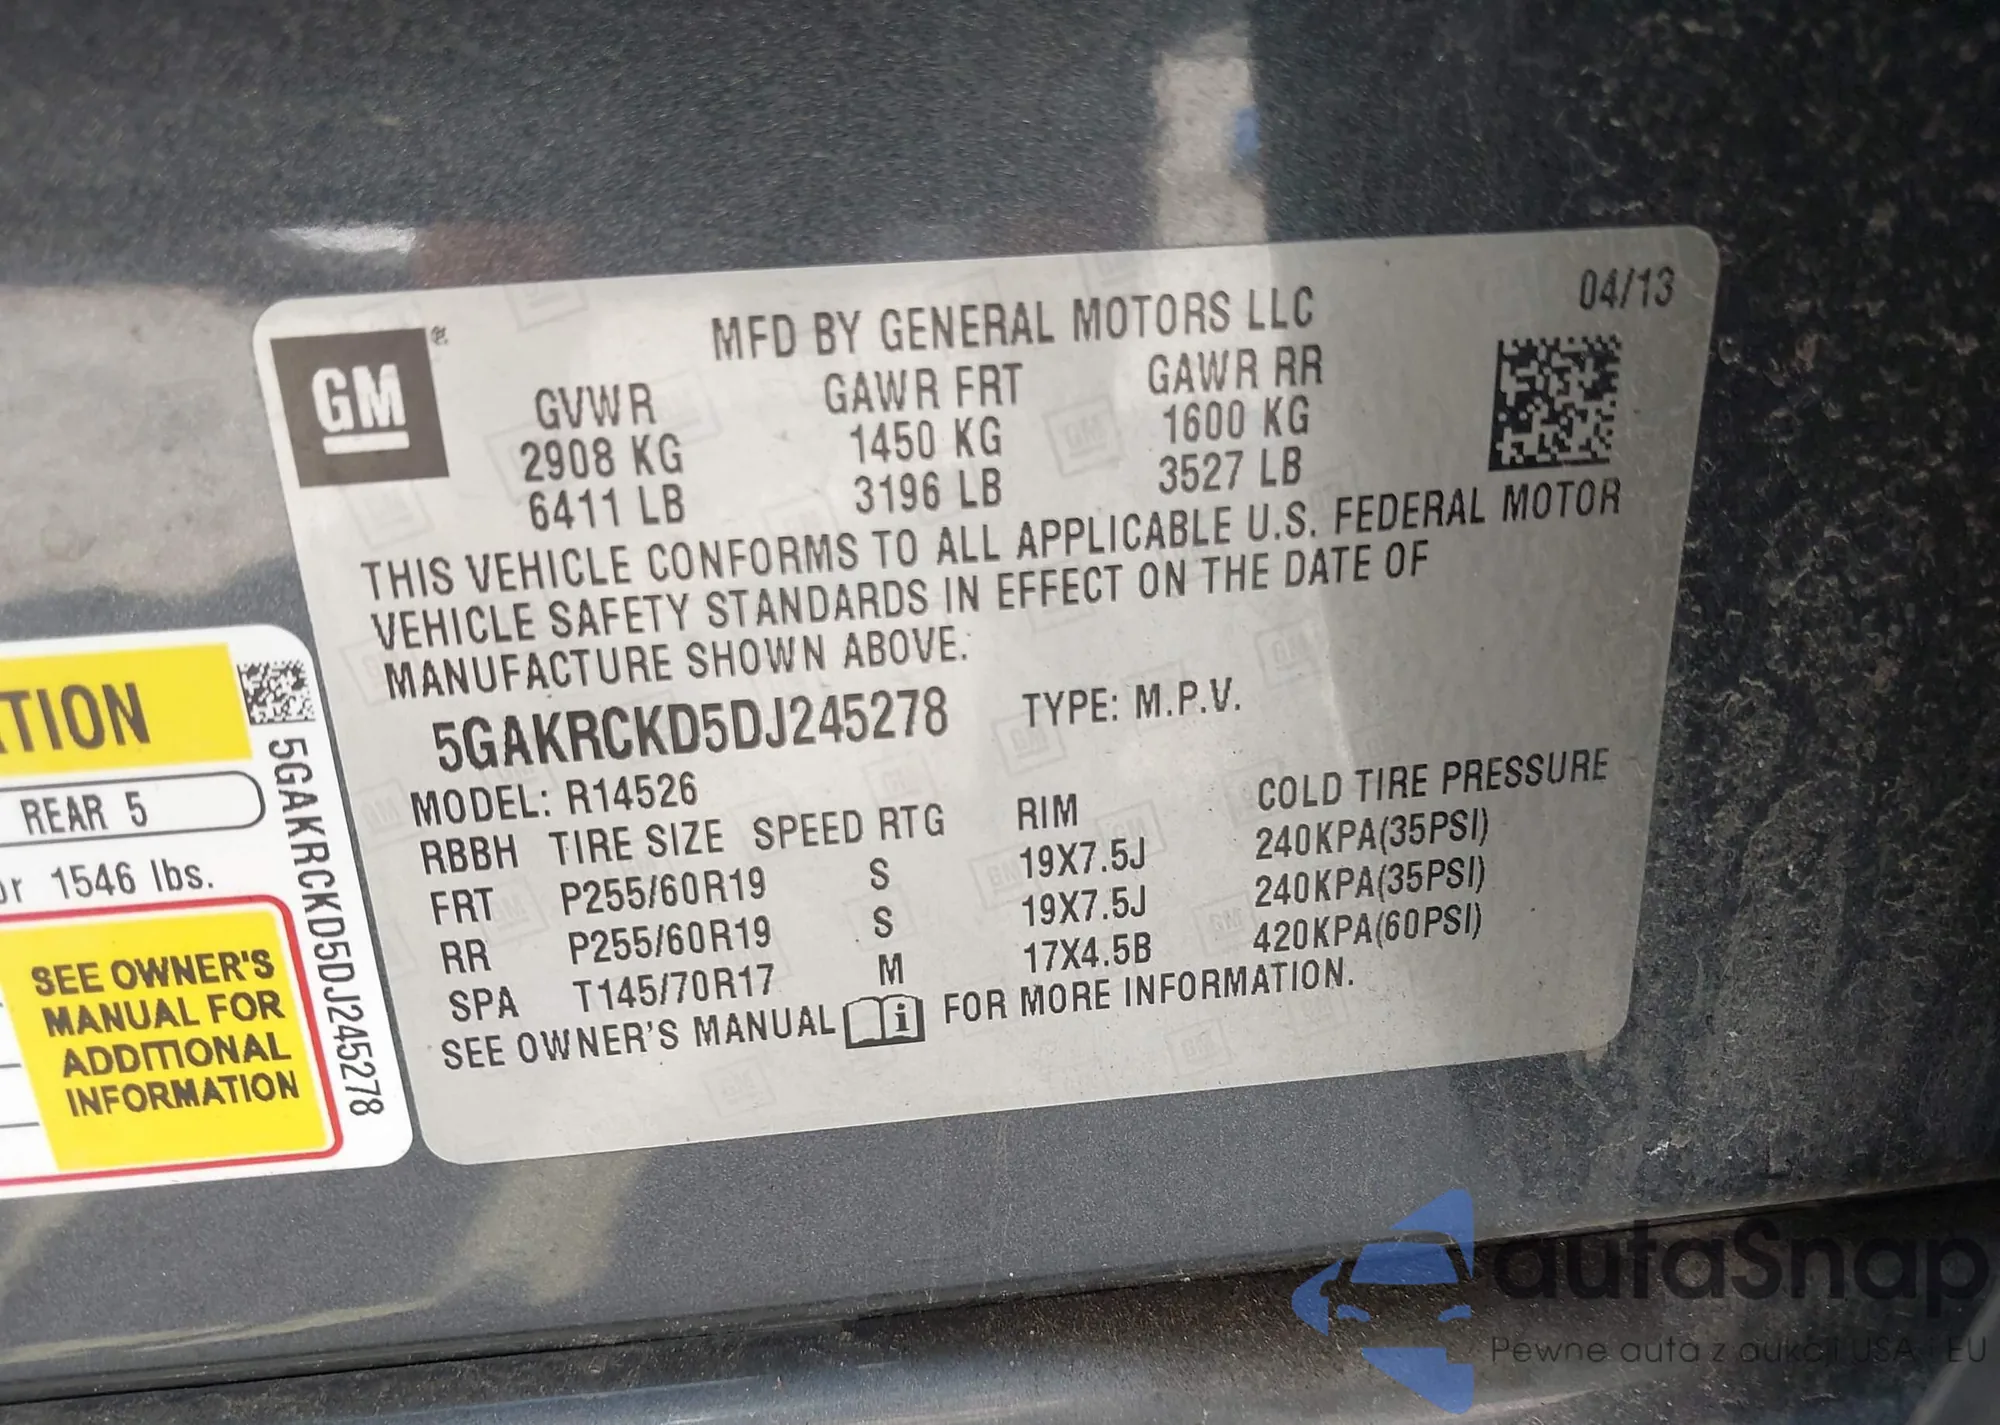 04/13
GM
MFD BY GENERAL MOTORS LLC
GVWR GAWR FRT GAWR RR
2908 KG 1450 KG 1600 KG
6411 LB 3196 LB 3527 LB
THIS VEHICLE CONFORMS TO ALL APPLICABLE U.S. FEDERAL MOTOR
VEHICLE SAFETY STANDARDS IN EFFECT ON THE DATE OF
MANUFACTURE SHOWN ABOVE.
5GAKRCKD5DJ245278 TYPE: M.P.V.
MODEL: R14526
RBBH TIRE SIZE SPEED RTG RIM COLD TIRE PRESSURE
FRT P255/60R19 S 19X7.5J 240KPA(35PSI)
RR P255/60R19 S 19X7.5J 240KPA(35PSI)
SPA T145/70R17 M 17X4.5B 420KPA(60PSI)
SEE OWNER'S MANUAL i FOR MORE INFORMATION.
TION
REAR 5
or 1546 lbs.
SEE OWNER'S
MANUAL FOR
ADDITIONAL
INFORMATION
5GAKRCKD5DJ245278
autaSnap
Pewne auta z aukcji USA i EU